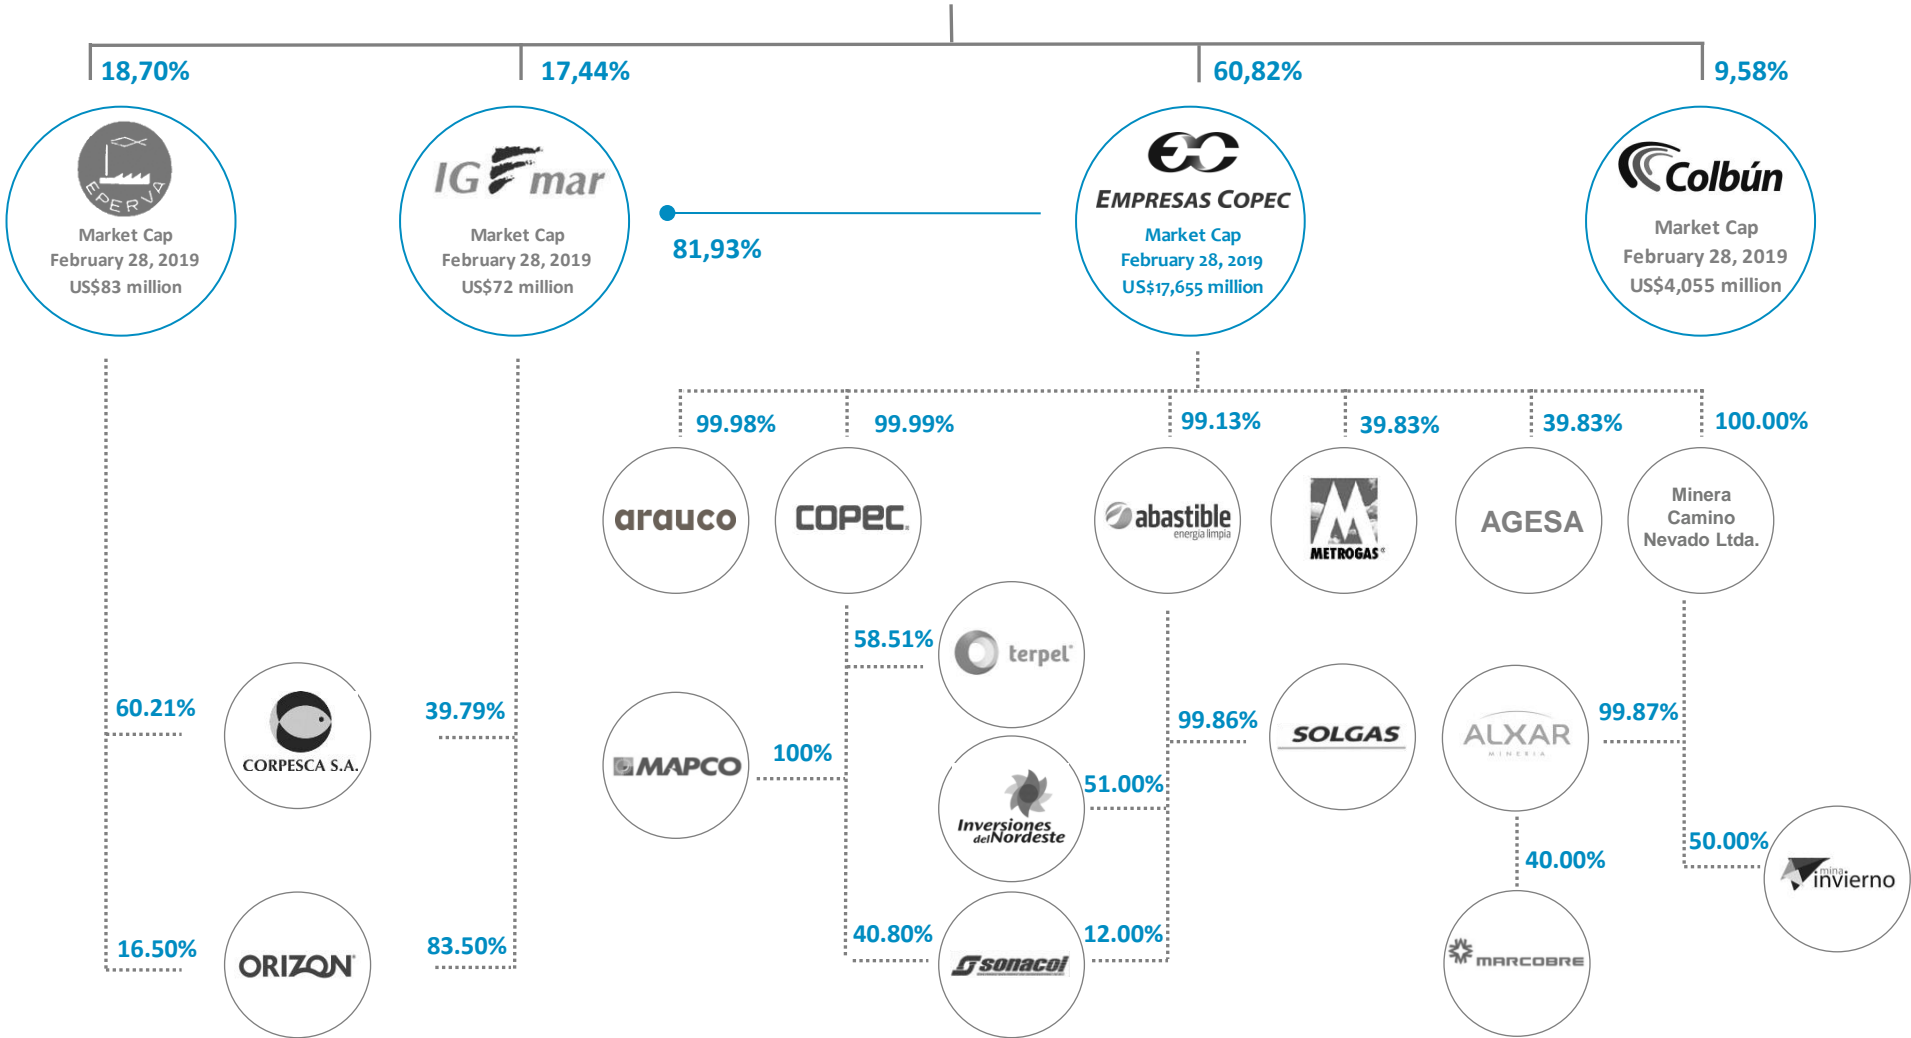 18,70%
17,44%
60,82%
9,58%
EPERVA
Market Cap
February 28, 2019
US$83 million
IG mar
Market Cap
February 28, 2019
US$72 million
81,93%
EMPRESAS COPEC
Market Cap
February 28, 2019
US$17,655 million
Colbún
Market Cap
February 28, 2019
US$4,055 million
99.98%
99.99%
99.13%
39.83%
39.83%
100.00%
arauco
COPEC
abastible
energía limpia
METROGAS
AGESA
Minera
Camino
Nevado Ltda.
58.51%
terpel
60.21%
CORPESCA S.A.
39.79%
MAPCO
100%
99.86%
SOLGAS
ALXAR
MINERIA
99.87%
51.00%
Inversiones
delNordeste
40.00%
50.00%
mina
invierno
16.50%
ORIZON
83.50%
40.80%
sonacol
12.00%
MARCOBRE